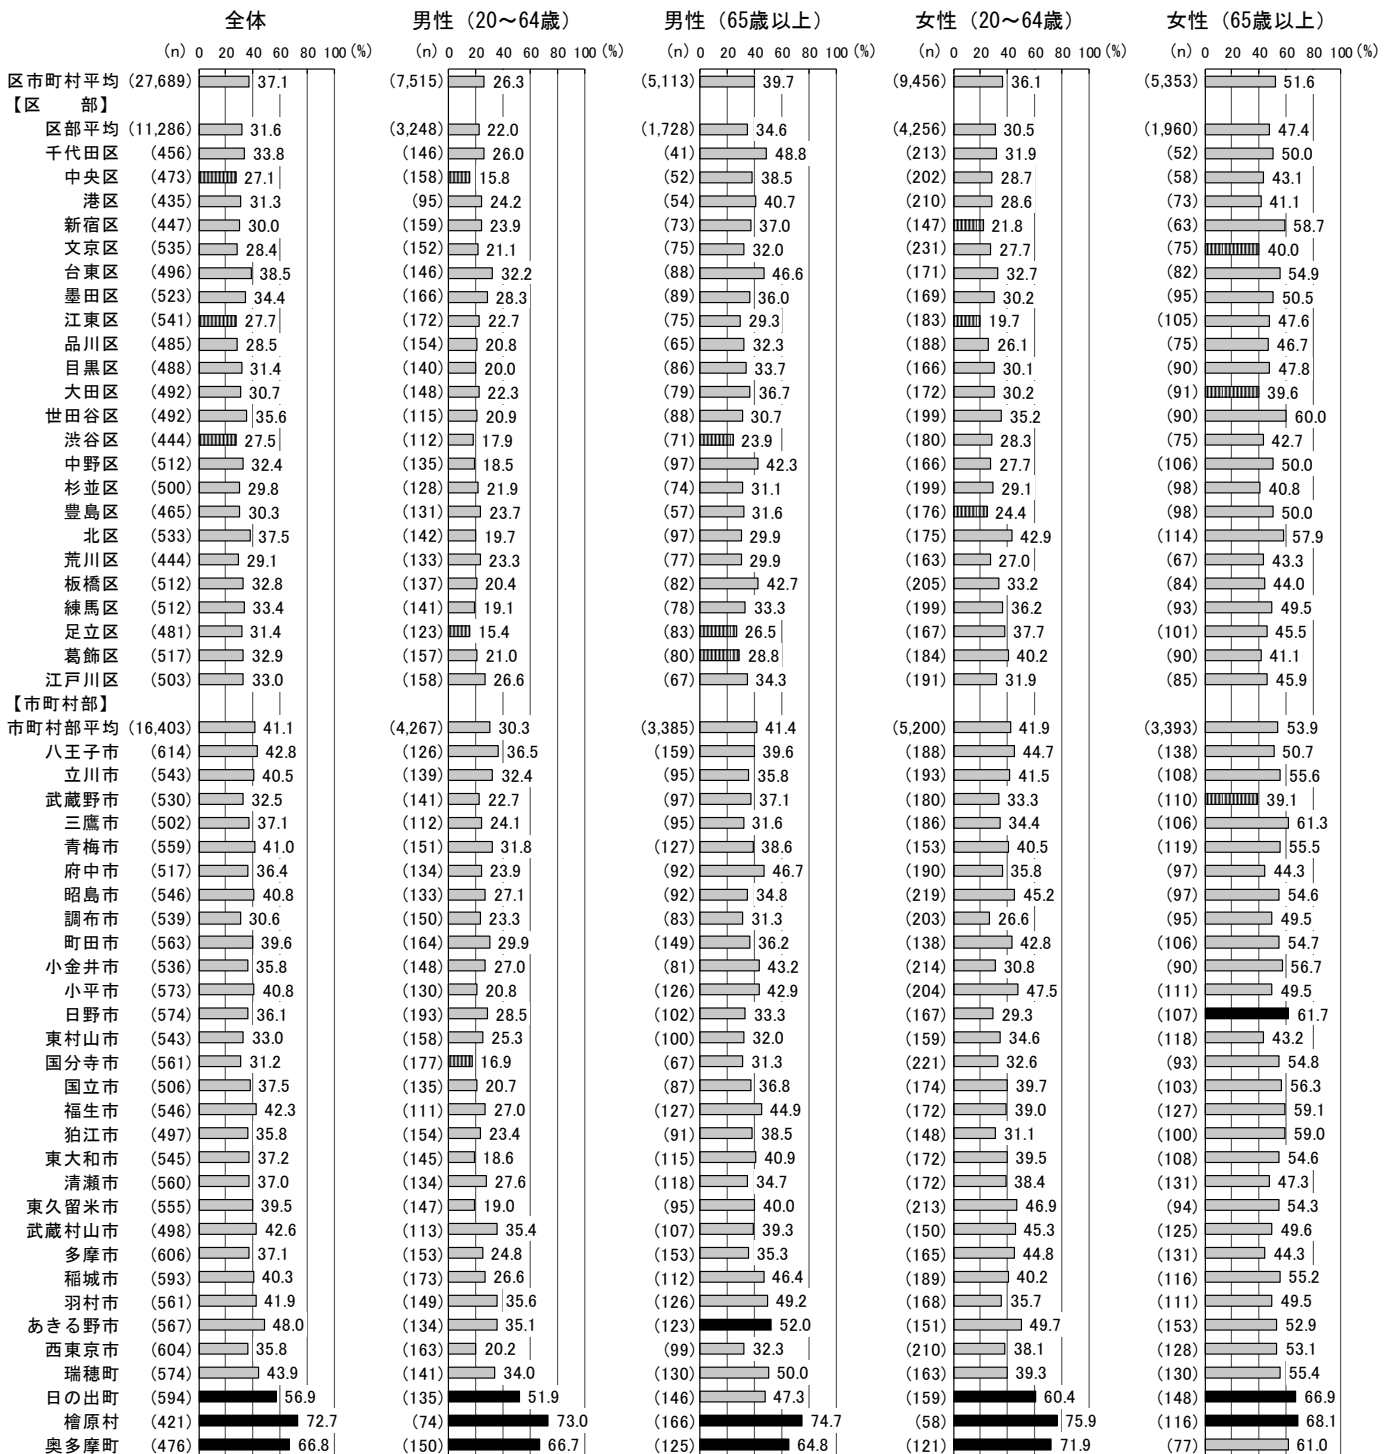 全体 男性（20～64歳） 男性（65歳以上） 女性（20～64歳） 女性（65歳以上）
(n) 0 20 40 60 80 100(%) (n) 0 20 40 60 80 100(%) (n) 0 20 40 60 80 100(%) (n) 0 20 40 60 80 100(%) (n) 0 20 40 60 80 100(%)
区市町村平均 (27,689) 37.1 (7,515) 26.3 (5,113) 39.7 (9,456) 36.1 (5,353) 51.6
【区　　部】
区部平均 (11,286) 31.6 (3,248) 22.0 (1,728) 34.6 (4,256) 30.5 (1,960) 47.4
千代田区 (456) 33.8 (146) 26.0 (41) 48.8 (213) 31.9 (52) 50.0
中央区 (473) 27.1 (158) 15.8 (52) 38.5 (202) 28.7 (58) 43.1
港区 (435) 31.3 (95) 24.2 (54) 40.7 (210) 28.6 (73) 41.1
新宿区 (447) 30.0 (159) 23.9 (73) 37.0 (147) 21.8 (63) 58.7
文京区 (535) 28.4 (152) 21.1 (75) 32.0 (231) 27.7 (75) 40.0
台東区 (496) 38.5 (146) 32.2 (88) 46.6 (171) 32.7 (82) 54.9
墨田区 (523) 34.4 (166) 28.3 (89) 36.0 (169) 30.2 (95) 50.5
江東区 (541) 27.7 (172) 22.7 (75) 29.3 (183) 19.7 (105) 47.6
品川区 (485) 28.5 (154) 20.8 (65) 32.3 (188) 26.1 (75) 46.7
目黒区 (488) 31.4 (140) 20.0 (86) 33.7 (166) 30.1 (90) 47.8
大田区 (492) 30.7 (148) 22.3 (79) 36.7 (172) 30.2 (91) 39.6
世田谷区 (492) 35.6 (115) 20.9 (88) 30.7 (199) 35.2 (90) 60.0
渋谷区 (444) 27.5 (112) 17.9 (71) 23.9 (180) 28.3 (75) 42.7
中野区 (512) 32.4 (135) 18.5 (97) 42.3 (166) 27.7 (106) 50.0
杉並区 (500) 29.8 (128) 21.9 (74) 31.1 (199) 29.1 (98) 40.8
豊島区 (465) 30.3 (131) 23.7 (57) 31.6 (176) 24.4 (98) 50.0
北区 (533) 37.5 (142) 19.7 (97) 29.9 (175) 42.9 (114) 57.9
荒川区 (444) 29.1 (133) 23.3 (77) 29.9 (163) 27.0 (67) 43.3
板橋区 (512) 32.8 (137) 20.4 (82) 42.7 (205) 33.2 (84) 44.0
練馬区 (512) 33.4 (141) 19.1 (78) 33.3 (199) 36.2 (93) 49.5
足立区 (481) 31.4 (123) 15.4 (83) 26.5 (167) 37.7 (101) 45.5
葛飾区 (517) 32.9 (157) 21.0 (80) 28.8 (184) 40.2 (90) 41.1
江戸川区 (503) 33.0 (158) 26.6 (67) 34.3 (191) 31.9 (85) 45.9
【市町村部】
市町村部平均 (16,403) 41.1 (4,267) 30.3 (3,385) 41.4 (5,200) 41.9 (3,393) 53.9
八王子市 (614) 42.8 (126) 36.5 (159) 39.6 (188) 44.7 (138) 50.7
立川市 (543) 40.5 (139) 32.4 (95) 35.8 (193) 41.5 (108) 55.6
武蔵野市 (530) 32.5 (141) 22.7 (97) 37.1 (180) 33.3 (110) 39.1
三鷹市 (502) 37.1 (112) 24.1 (95) 31.6 (186) 34.4 (106) 61.3
青梅市 (559) 41.0 (151) 31.8 (127) 38.6 (153) 40.5 (119) 55.5
府中市 (517) 36.4 (134) 23.9 (92) 46.7 (190) 35.8 (97) 44.3
昭島市 (546) 40.8 (133) 27.1 (92) 34.8 (219) 45.2 (97) 54.6
調布市 (539) 30.6 (150) 23.3 (83) 31.3 (203) 26.6 (95) 49.5
町田市 (563) 39.6 (164) 29.9 (149) 36.2 (138) 42.8 (106) 54.7
小金井市 (536) 35.8 (148) 27.0 (81) 43.2 (214) 30.8 (90) 56.7
小平市 (573) 40.8 (130) 20.8 (126) 42.9 (204) 47.5 (111) 49.5
日野市 (574) 36.1 (193) 28.5 (102) 33.3 (167) 29.3 (107) 61.7
東村山市 (543) 33.0 (158) 25.3 (100) 32.0 (159) 34.6 (118) 43.2
国分寺市 (561) 31.2 (177) 16.9 (67) 31.3 (221) 32.6 (93) 54.8
国立市 (506) 37.5 (135) 20.7 (87) 36.8 (174) 39.7 (103) 56.3
福生市 (546) 42.3 (111) 27.0 (127) 44.9 (172) 39.0 (127) 59.1
狛江市 (497) 35.8 (154) 23.4 (91) 38.5 (148) 31.1 (100) 59.0
東大和市 (545) 37.2 (145) 18.6 (115) 40.9 (172) 39.5 (108) 54.6
清瀬市 (560) 37.0 (134) 27.6 (118) 34.7 (172) 38.4 (131) 47.3
東久留米市 (555) 39.5 (147) 19.0 (95) 40.0 (213) 46.9 (94) 54.3
武蔵村山市 (498) 42.6 (113) 35.4 (107) 39.3 (150) 45.3 (125) 49.6
多摩市 (606) 37.1 (153) 24.8 (153) 35.3 (165) 44.8 (131) 44.3
稲城市 (593) 40.3 (173) 26.6 (112) 46.4 (189) 40.2 (116) 55.2
羽村市 (561) 41.9 (149) 35.6 (126) 49.2 (168) 35.7 (111) 49.5
あきる野市 (567) 48.0 (134) 35.1 (123) 52.0 (151) 49.7 (153) 52.9
西東京市 (604) 35.8 (163) 20.2 (99) 32.3 (210) 38.1 (128) 53.1
瑞穂町 (574) 43.9 (141) 34.0 (130) 50.0 (163) 39.3 (130) 55.4
日の出町 (594) 56.9 (135) 51.9 (146) 47.3 (159) 60.4 (148) 66.9
檜原村 (421) 72.7 (74) 73.0 (166) 74.7 (58) 75.9 (116) 68.1
奥多摩町 (476) 66.8 (150) 66.7 (125) 64.8 (121) 71.9 (77) 61.0